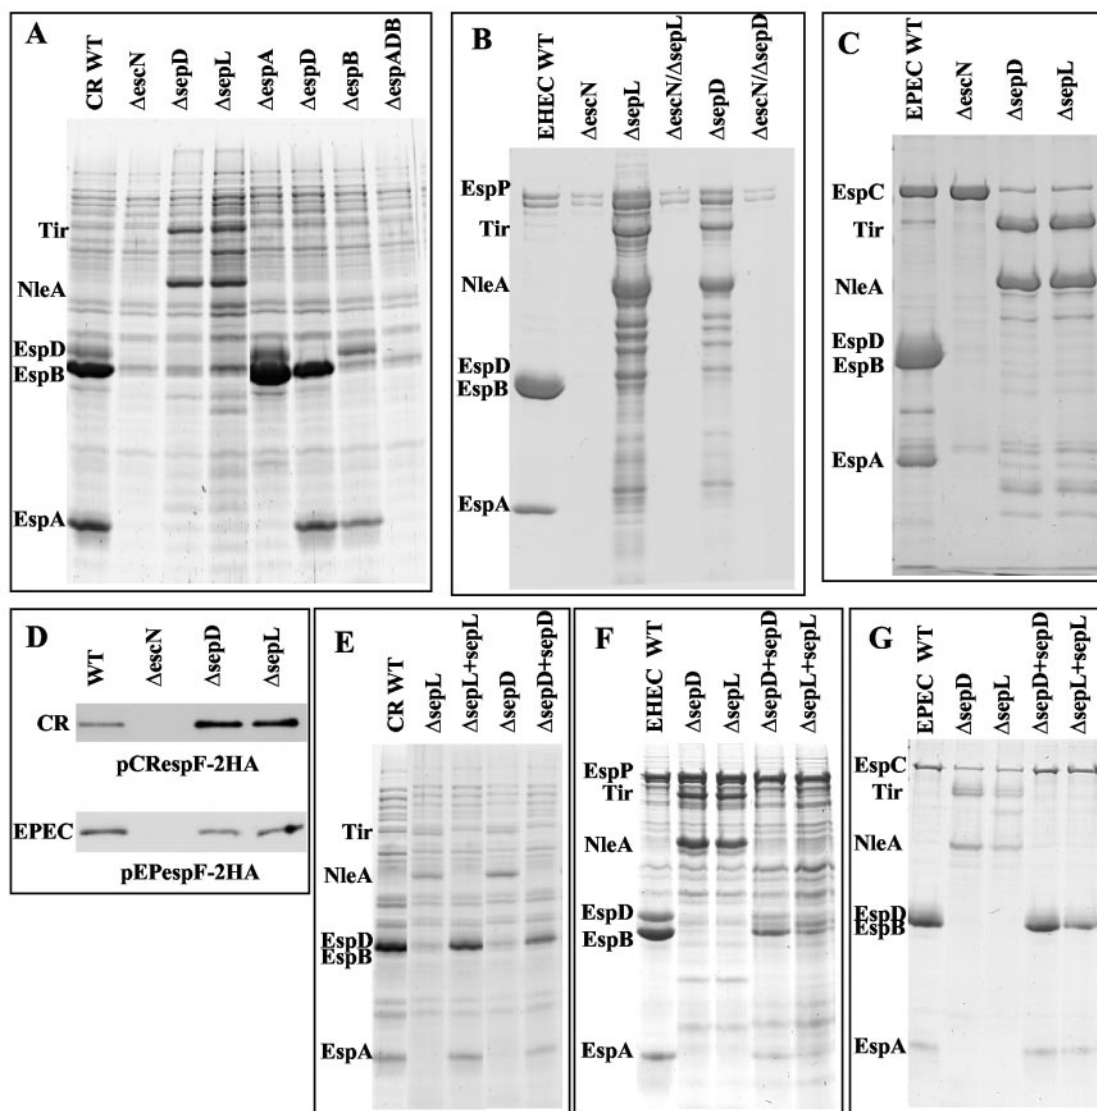 A
CR WT
ΔescN
ΔsepD
ΔsepL
ΔespA
ΔespD
ΔespB
ΔespADB
Tir
NleA
EspD
EspB
EspA
B
EHEC WT
ΔescN
ΔsepL
ΔescN/ΔsepL
ΔsepD
ΔescN/ΔsepD
EspP
Tir
NleA
EspD
EspB
EspA
C
EPEC WT
ΔescN
ΔsepD
ΔsepL
EspC
Tir
NleA
EspD
EspB
EspA
D
WT
ΔescN
ΔsepD
ΔsepL
CR
pCRespF-2HA
EPEC
pEPespF-2HA
E
CR WT
ΔsepL
ΔsepL+sepL
ΔsepD
ΔsepD+sepD
Tir
NleA
EspD
EspB
EspA
F
EHEC WT
ΔsepD
ΔsepL
ΔsepD+sepD
ΔsepL+sepL
EspP
Tir
NleA
EspD
EspB
EspA
G
EPEC WT
ΔsepD
ΔsepL
ΔsepD+sepD
ΔsepL+sepL
EspC
Tir
NleA
EspD
EspB
EspA